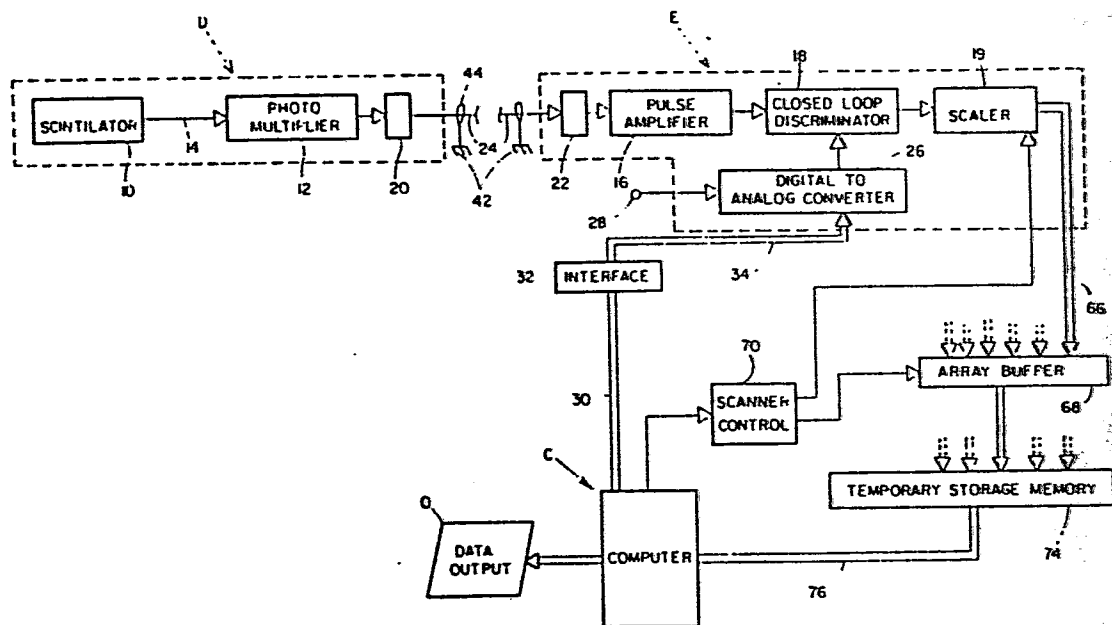 D
E
44
18
19
SCINTILATOR
PHOTO
MULTIFLIER
PULSE
AMPLIFIER
CLOSED LOOP
DISCRIMINATOR
SCALER
14
24
10
12
20
42
22
16
26
28
DIGITAL TO
ANALOG CONVERTER
32
INTERFACE
34
66
70
ARRAY BUFFER
68
30
SCANNER
CONTROL
C
TEMPORARY STORAGE MEMORY
O
DATA
OUTPUT
COMPUTER
76
74